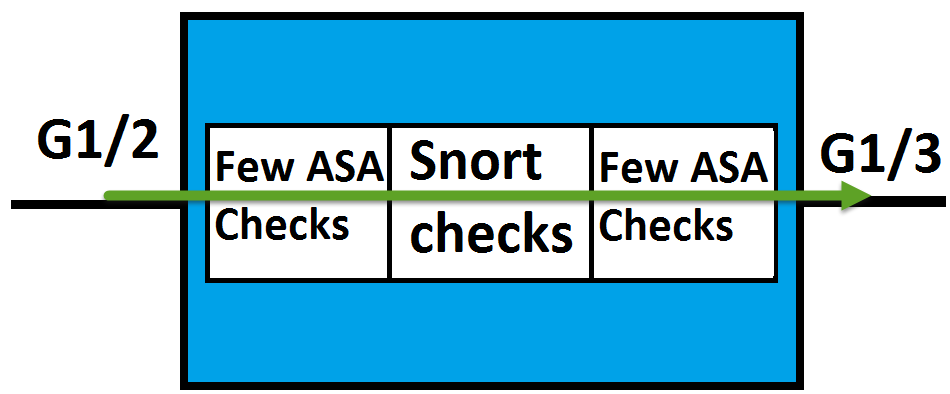 G1/2
Few ASA
Checks
Snort
checks
Few ASA
Checks
G1/3